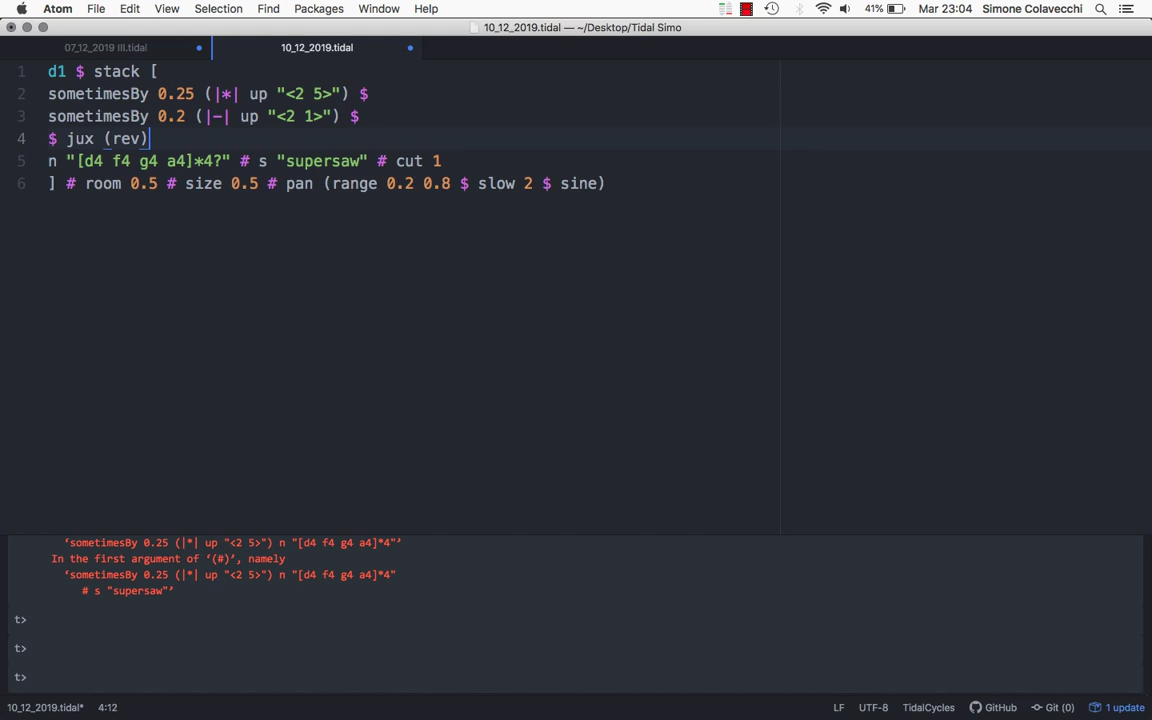 Atom File Edit View Selection Find Packages Window Help 41% Mar 23:04 Simone Colavecchi
10_12_2019.tidal — ~/Desktop/Tidal Simo
07_12_2019 III.tidal 10_12_2019.tidal
1 d1 $ stack [
2 sometimesBy 0.25 (|*| up "<2 5>") $
3 sometimesBy 0.2 (|-| up "<2 1>") $
4 $ jux (rev)
5 n "[d4 f4 g4 a4]*4?" # s "supersaw" # cut 1
6 ] # room 0.5 # size 0.5 # pan (range 0.2 0.8 $ slow 2 $ sine)
‘sometimesBy 0.25 (|*| up "<2 5>") n "[d4 f4 g4 a4]*4"’
In the first argument of ‘(#)’, namely
‘sometimesBy 0.25 (|*| up "<2 5>") n "[d4 f4 g4 a4]*4"
# s "supersaw"’
t>
t>
t>
10_12_2019.tidal* 4:12 LF UTF-8 TidalCycles GitHub Git (0) 1 update